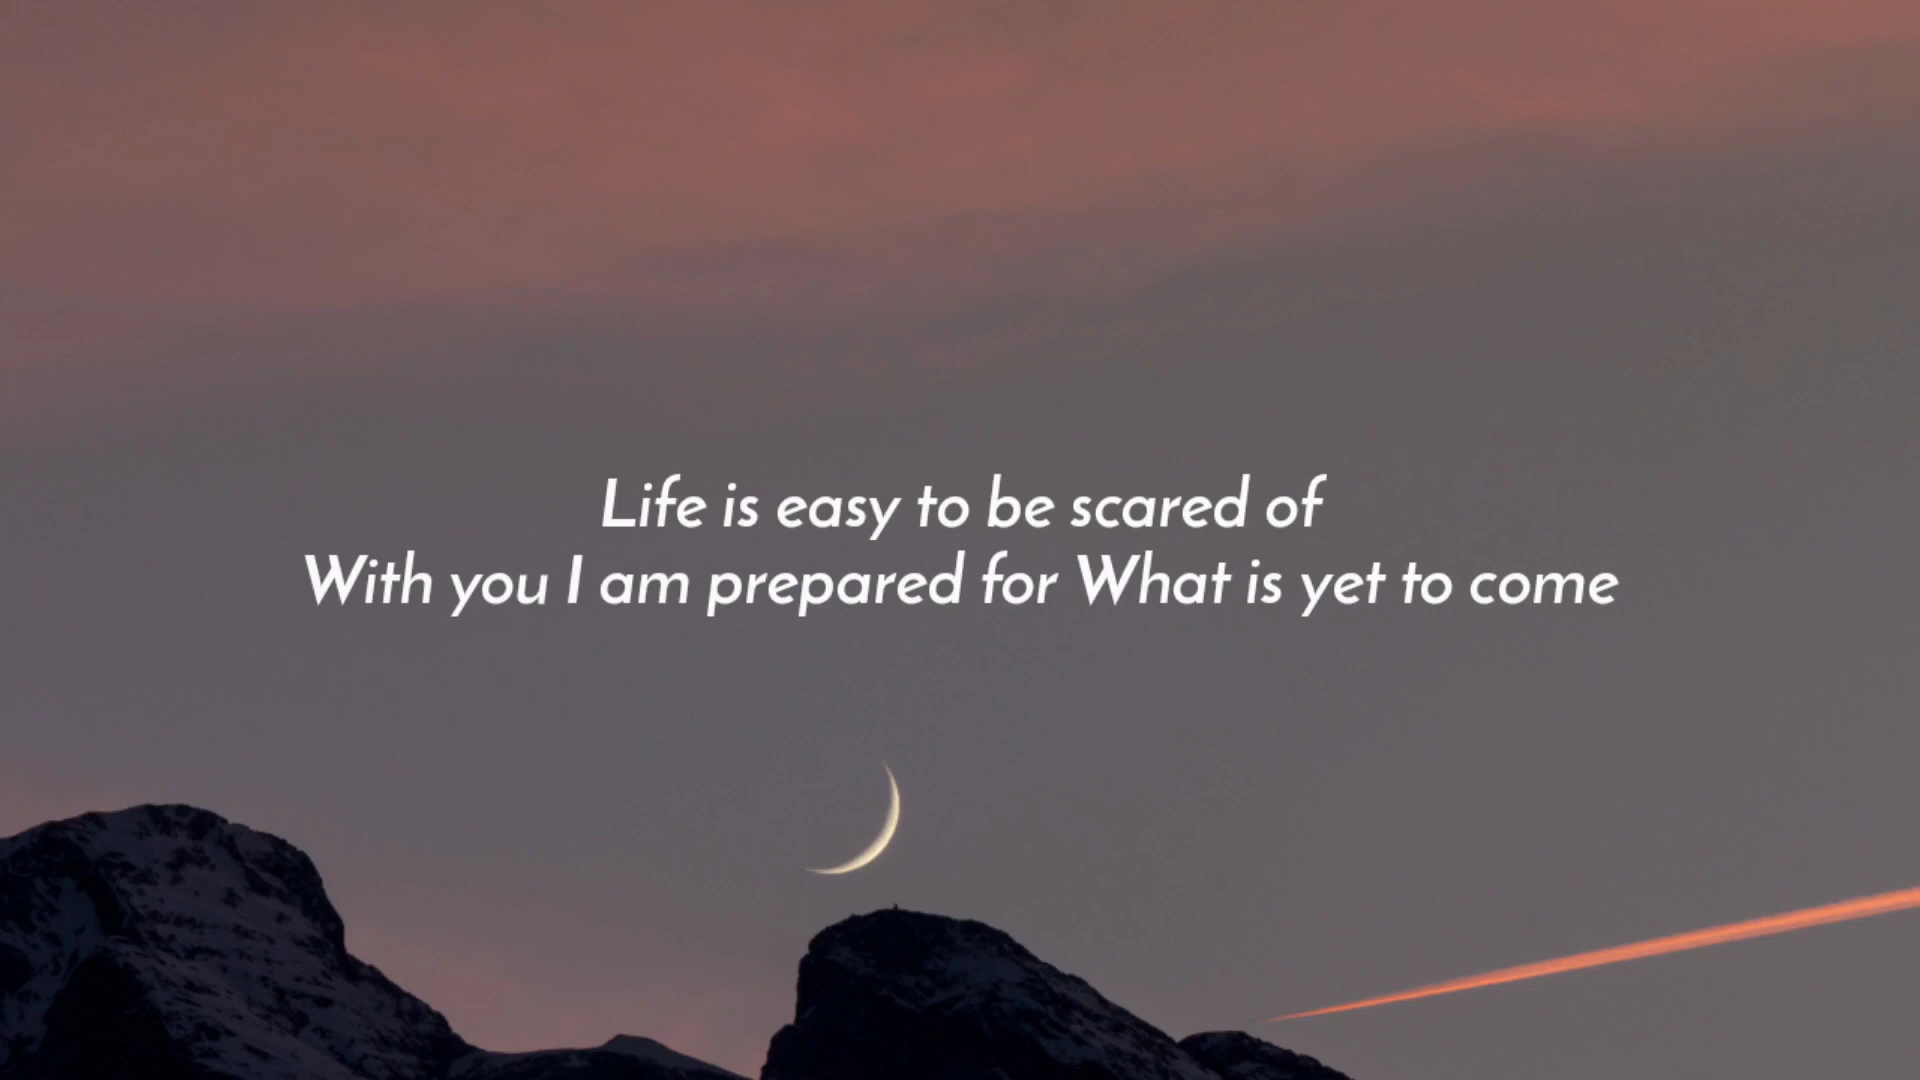 Life is easy to be scared of
With you I am prepared for What is yet to come